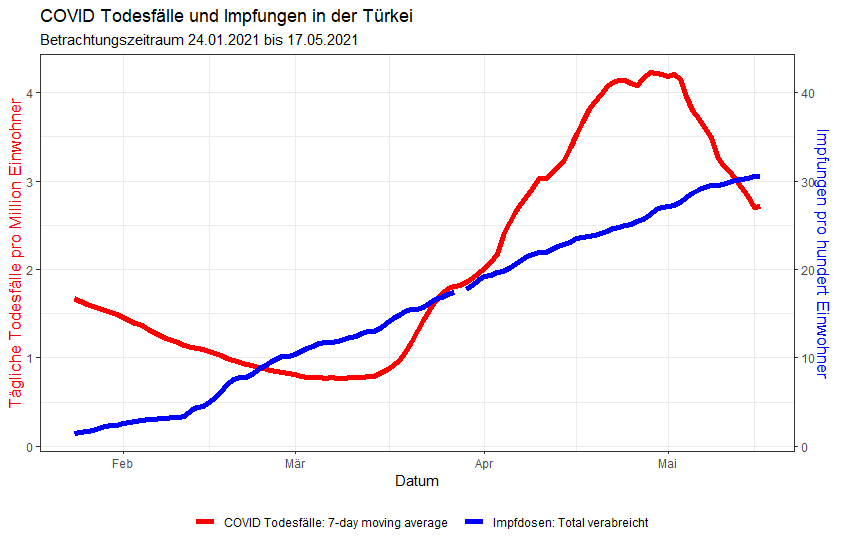 COVID Todesfälle und Impfungen in der Türkei
Betrachtungszeitraum 24.01.2021 bis 17.05.2021
Tägliche Todesfälle pro Million Einwohner
4
3
2
1
0
40
30
20
10
0
Impfungen pro hundert Einwohner
Feb
Mär
Apr
Mai
Datum
COVID Todesfälle: 7-day moving average
Impfdosen: Total verabreicht